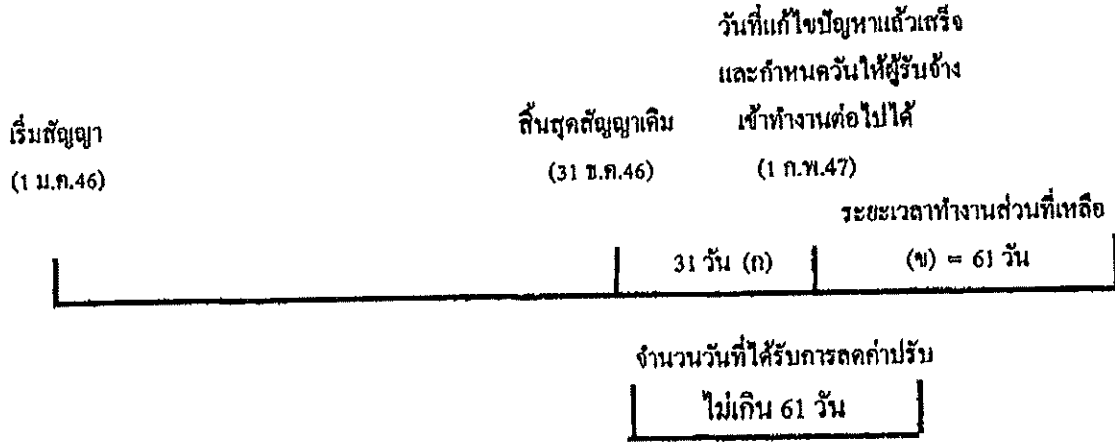 วันที่แก้ไขปัญหาแล้วเสร็จ
และกำหนดวันให้ผู้รับจ้าง
เริ่มสัญญา สิ้นสุดสัญญาเดิม เข้าทำงานต่อไปได้
(1 ม.ค.46) (31 ธ.ค.46) (1 ก.พ.47)
ระยะเวลาทำงานส่วนที่เหลือ
31 วัน (ก) (ข) = 61 วัน
จำนวนวันที่ได้รับการลดค่าปรับ
ไม่เกิน 61 วัน